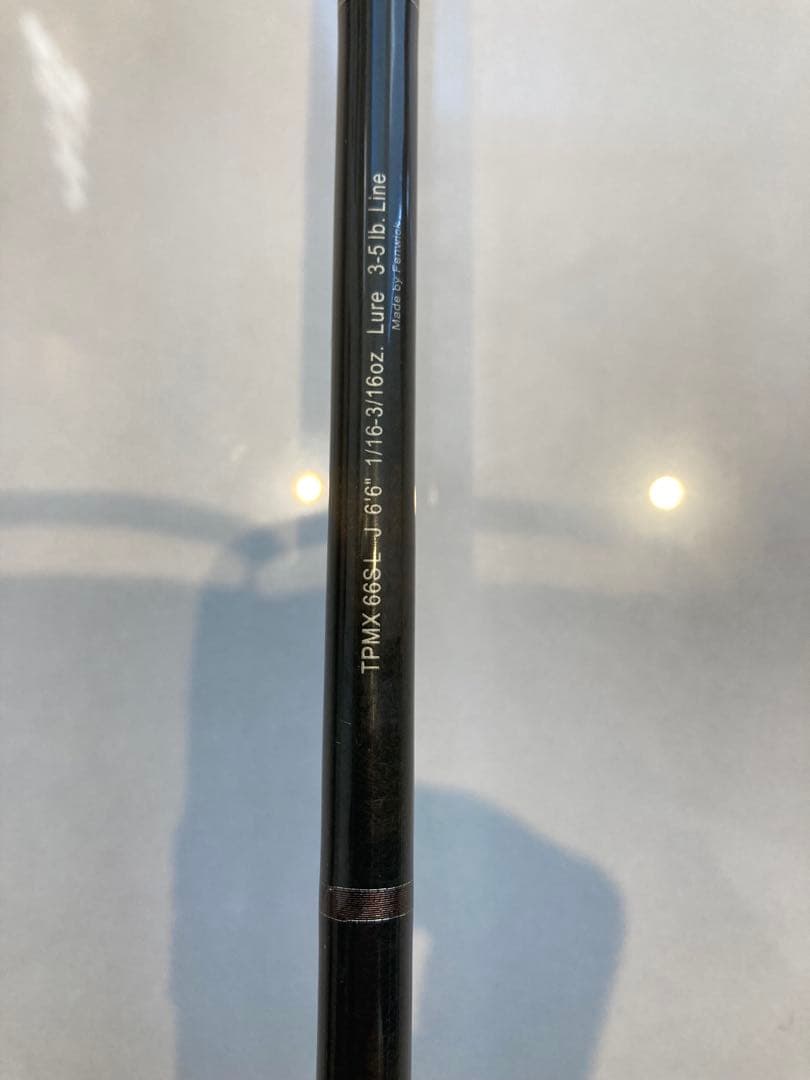 TPMX 66SL J 6'6" 1/16-3/16oz. Lure 3-5 lb. Line
Made by Fenwick